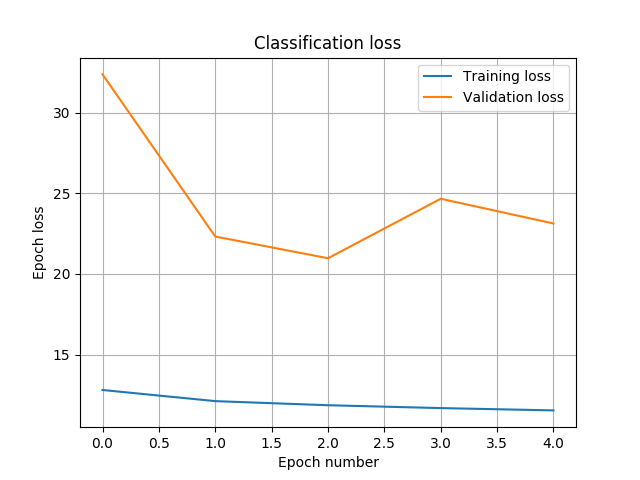 Classification loss
Training loss
Validation loss
30
25
20
15
Epoch loss
0.0 0.5 1.0 1.5 2.0 2.5 3.0 3.5 4.0
Epoch number